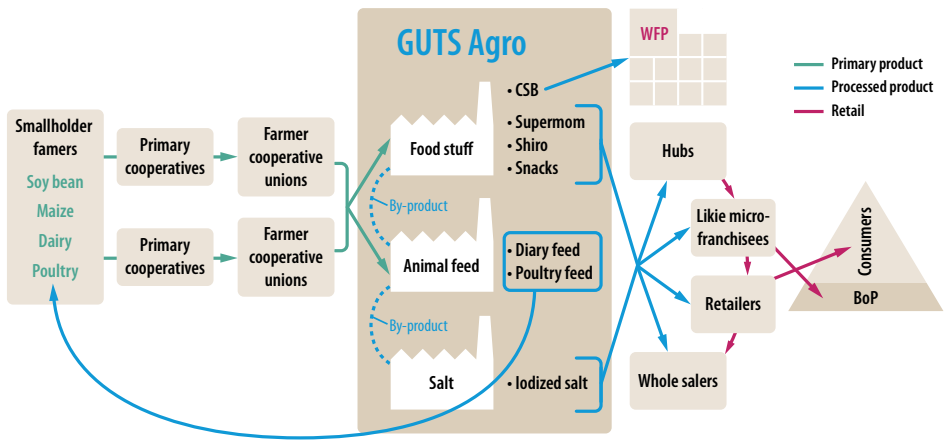 GUTS Agro
WFP
Primary product
Processed product
Retail
Smallholder
famers
Soy bean
Maize
Dairy
Poultry
Primary
cooperatives
Farmer
cooperative
unions
Primary
cooperatives
Farmer
cooperative
unions
Food stuff
• CSB
• Supermom
• Shiro
• Snacks
By-product
Animal feed
• Diary feed
• Poultry feed
By-product
Salt
• Iodized salt
Hubs
Likie micro-
franchisees
Retailers
Whole salers
Consumers
BoP